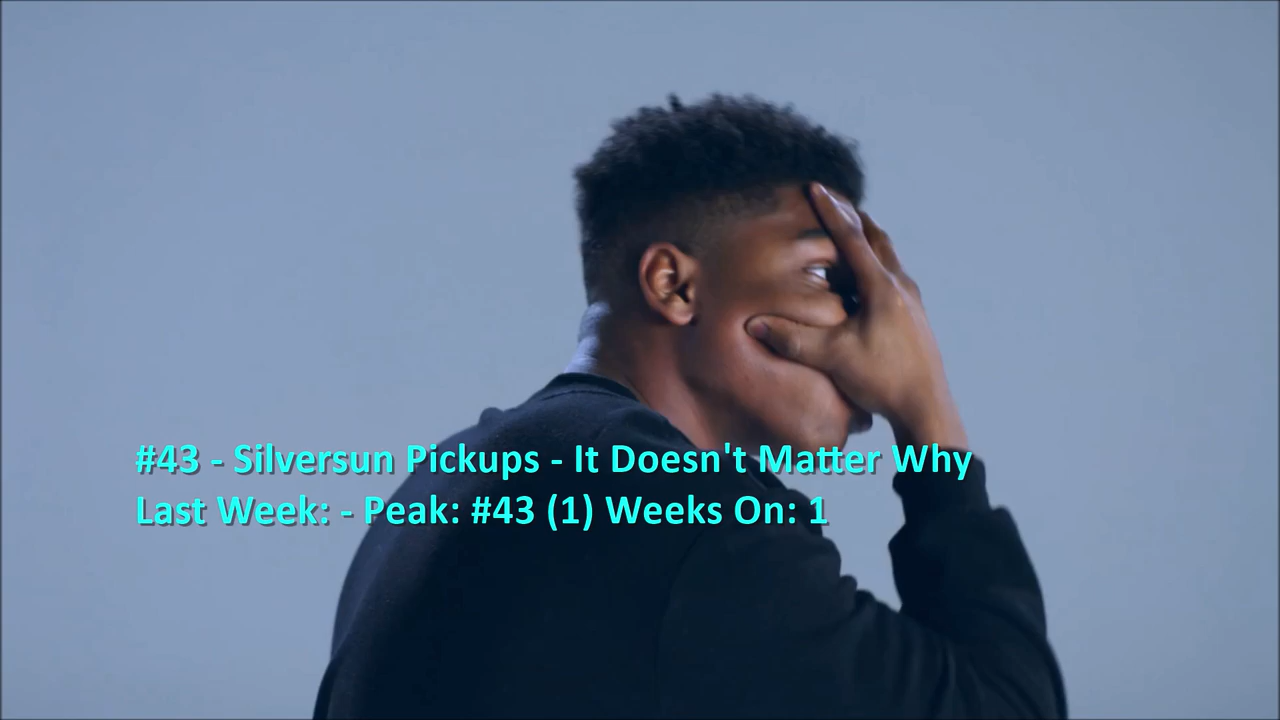 #43 - Silversun Pickups - It Doesn't Matter Why
Last Week: - Peak: #43 (1) Weeks On: 1